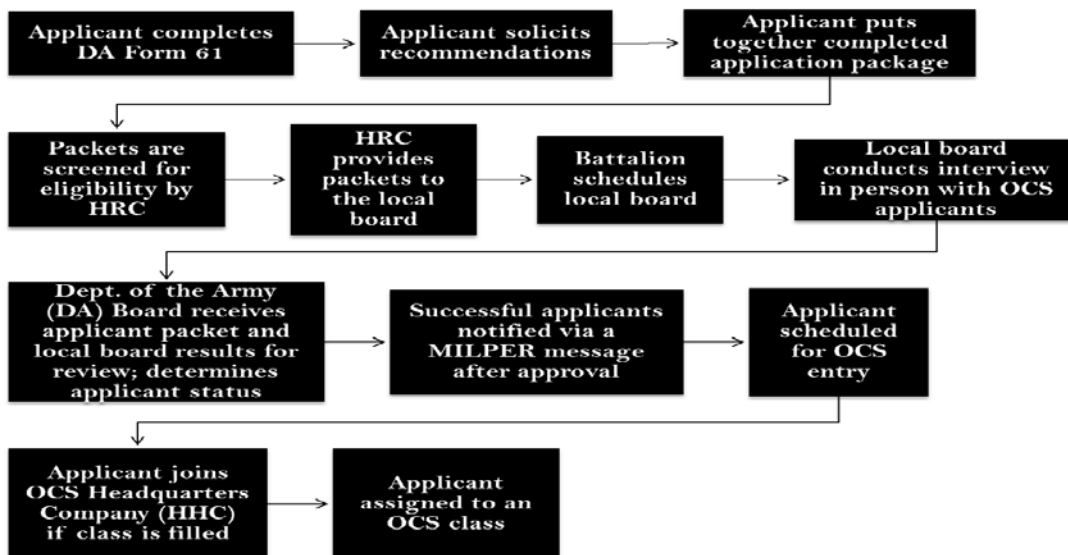 Applicant completes
DA Form 61
Applicant solicits
recommendations
Applicant puts
together completed
application package
Packets are
screened for
eligibility by
HRC
HRC
provides
packets to
the local
board
Battalion
schedules
local board
Local board
conducts interview
in person with OCS
applicants
Dept. of the Army
(DA) Board receives
applicant packet and
local board results for
review; determines
applicant status
Successful applicants
notified via a
MILPER message
after approval
Applicant
scheduled
for OCS
entry
Applicant joins
OCS Headquarters
Company (HHC)
if class is filled
Applicant
assigned to an
OCS class